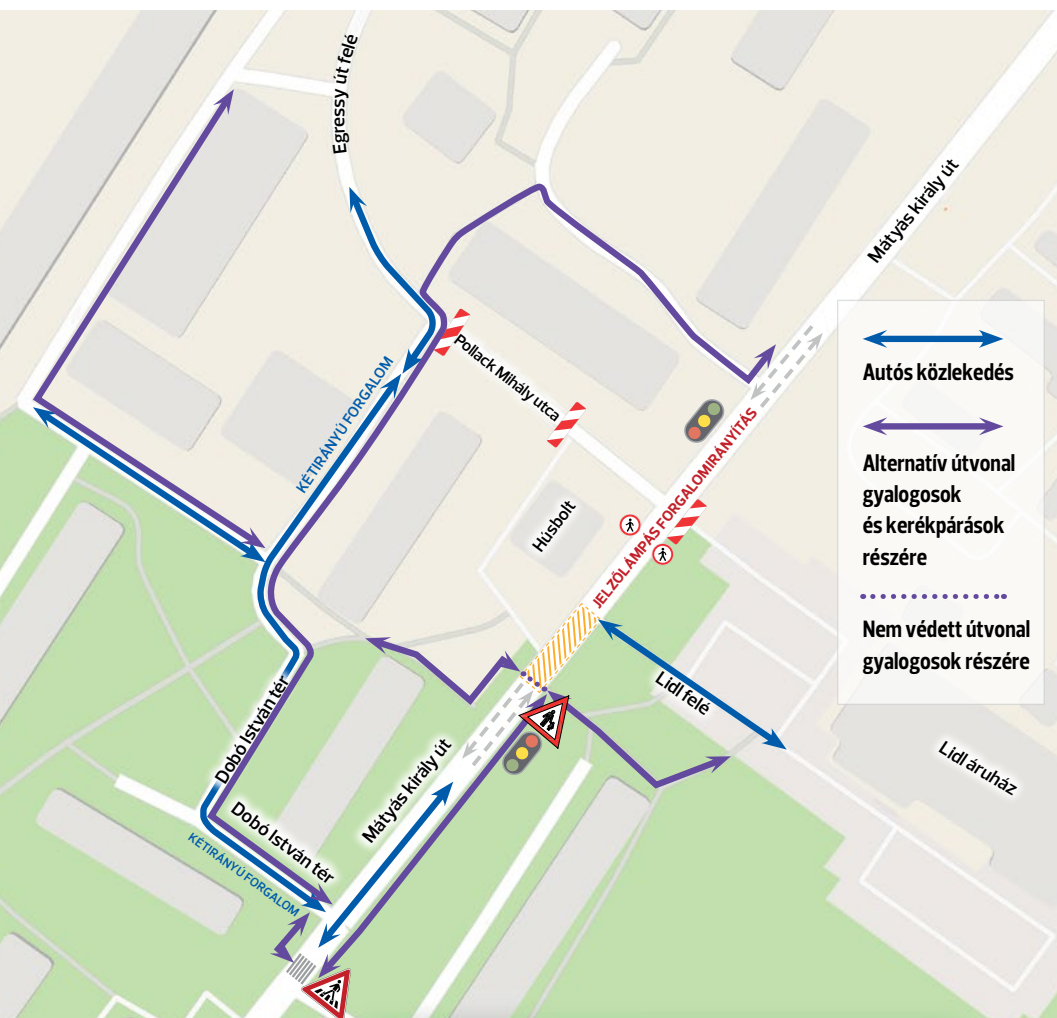 Egressy út felé
Mátyás király út
Pollack Mihály utca
KÉTIRÁNYÚ FORGALOM
JELZŐLÁMPÁS FORGALOMIRÁNYÍTÁS
Húsbolt
Autós közlekedés
Alternatív útvonal
gyalogosok
és kerékpárások
részére
Nem védett útvonal
gyalogosok részére
Lidl felé
Lidl áruház
Dobó István tér
Mátyás király út
Dobó István tér
KÉTIRÁNYÚ FORGALOM